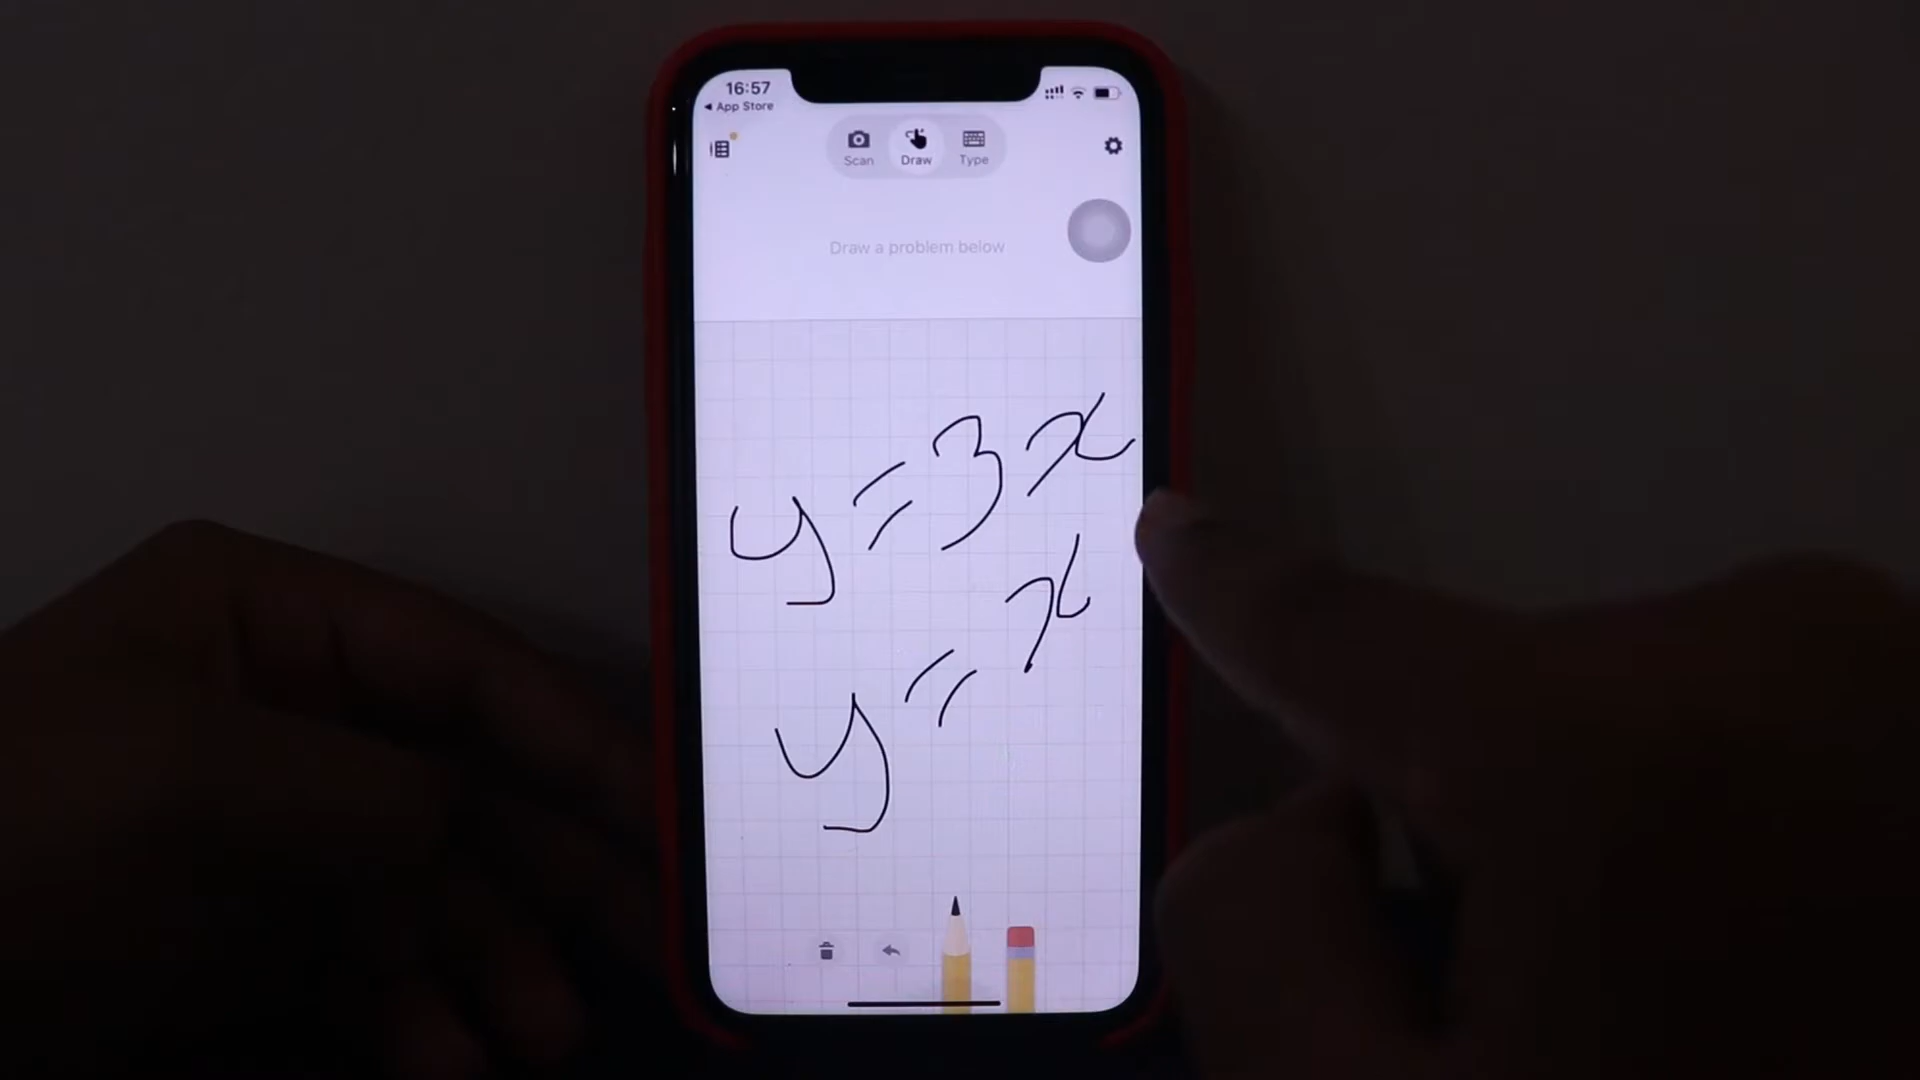 16:57
App Store
Scan
Draw
Type
Draw a problem below
y=3x
y=x